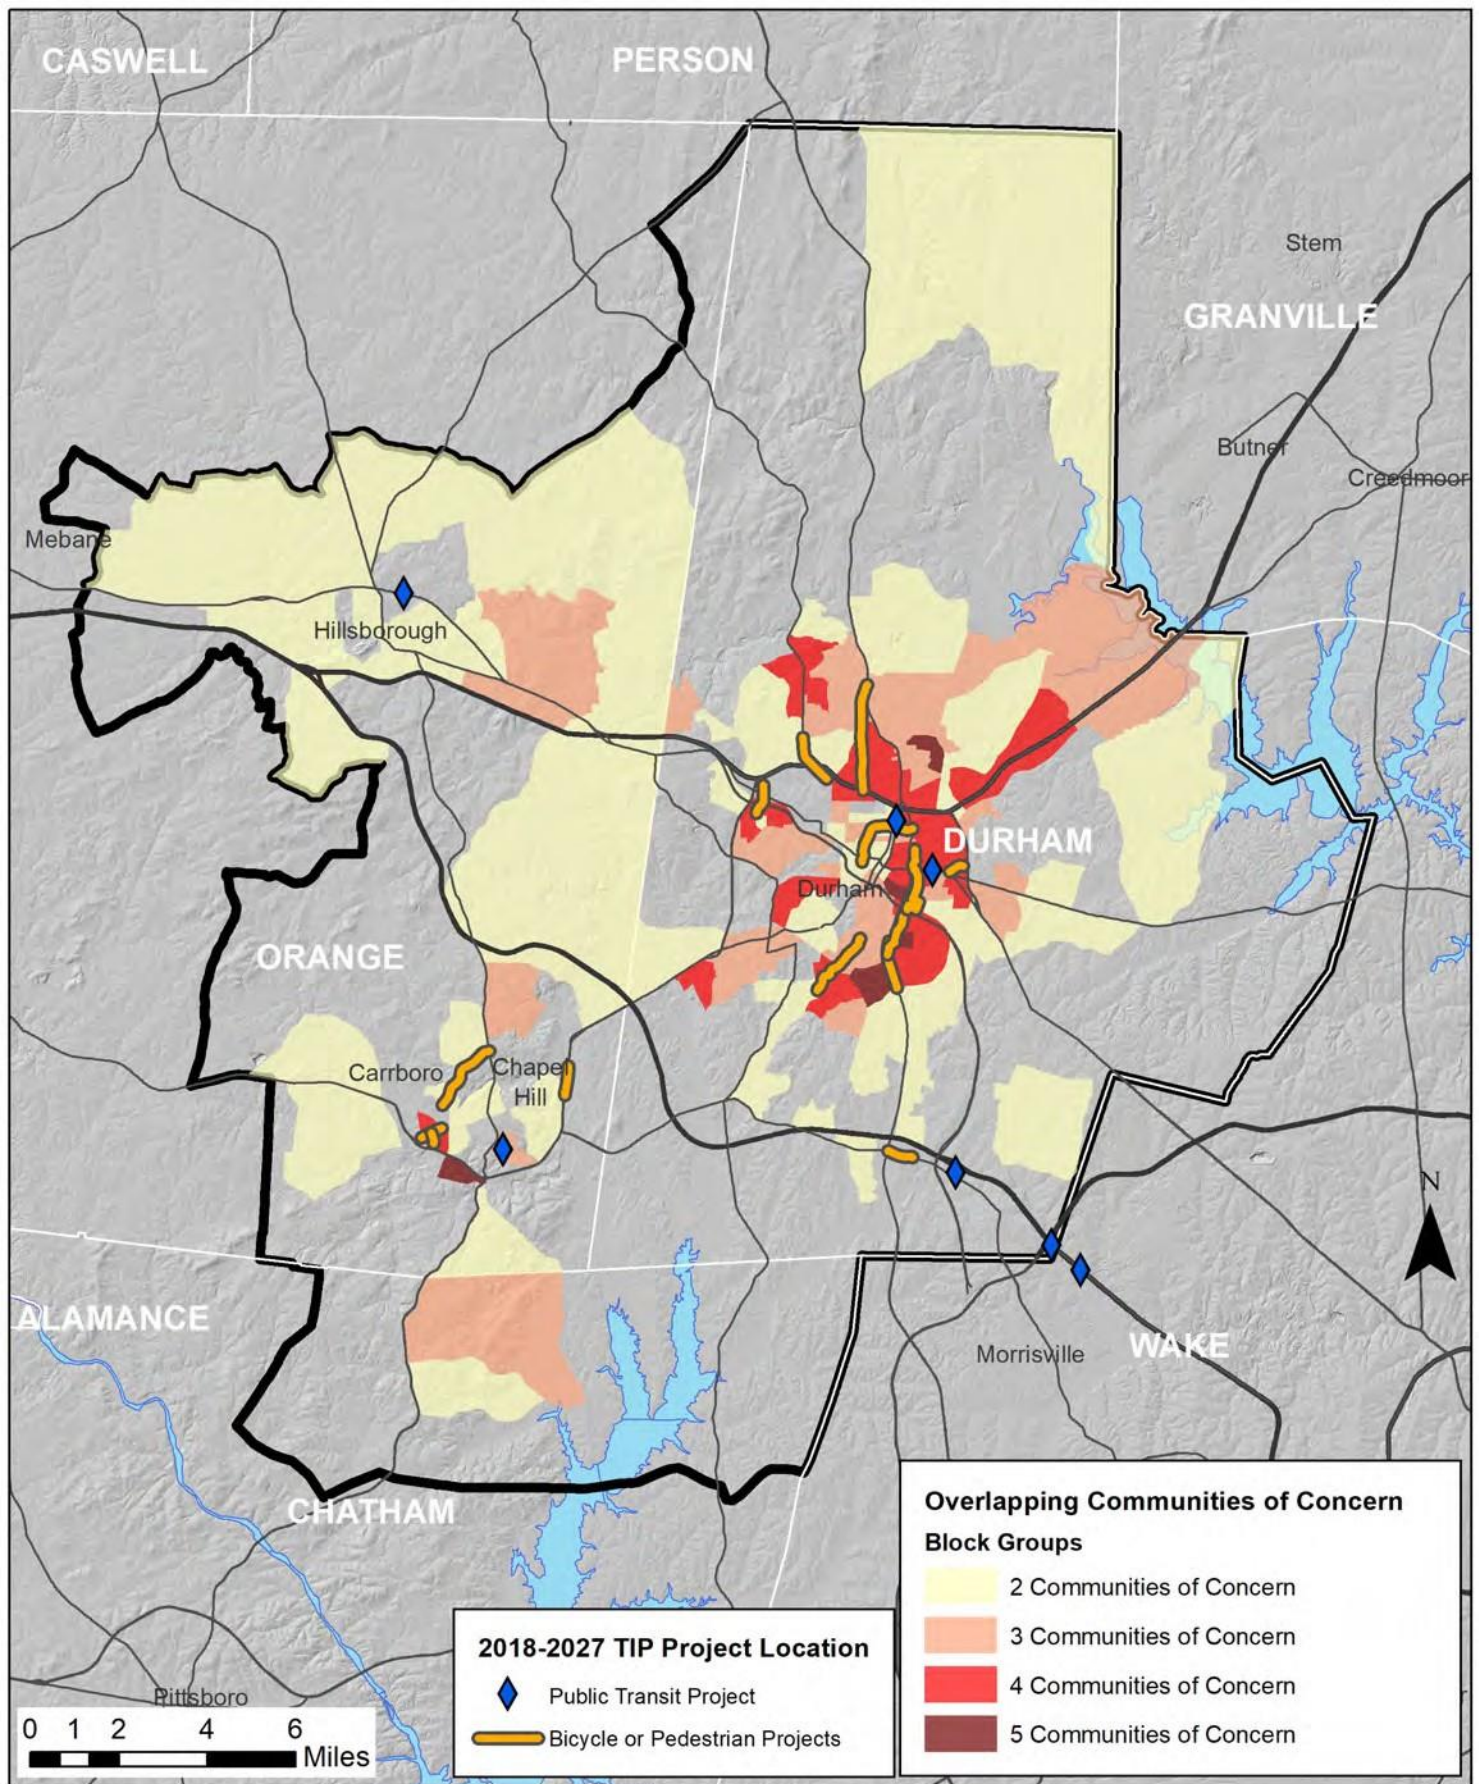 CASWELL
PERSON
Stem
GRANVILLE
Butner
Creedmoor
Mebane
Hillsborough
DURHAM
Durham
ORANGE
Carrboro
Chapel
Hill
N
ALAMANCE
Morrisville
WAKE
CHATHAM
Pittsboro
0 1 2 4 6
Miles
2018-2027 TIP Project Location
Public Transit Project
Bicycle or Pedestrian Projects
Overlapping Communities of Concern
Block Groups
2 Communities of Concern
3 Communities of Concern
4 Communities of Concern
5 Communities of Concern